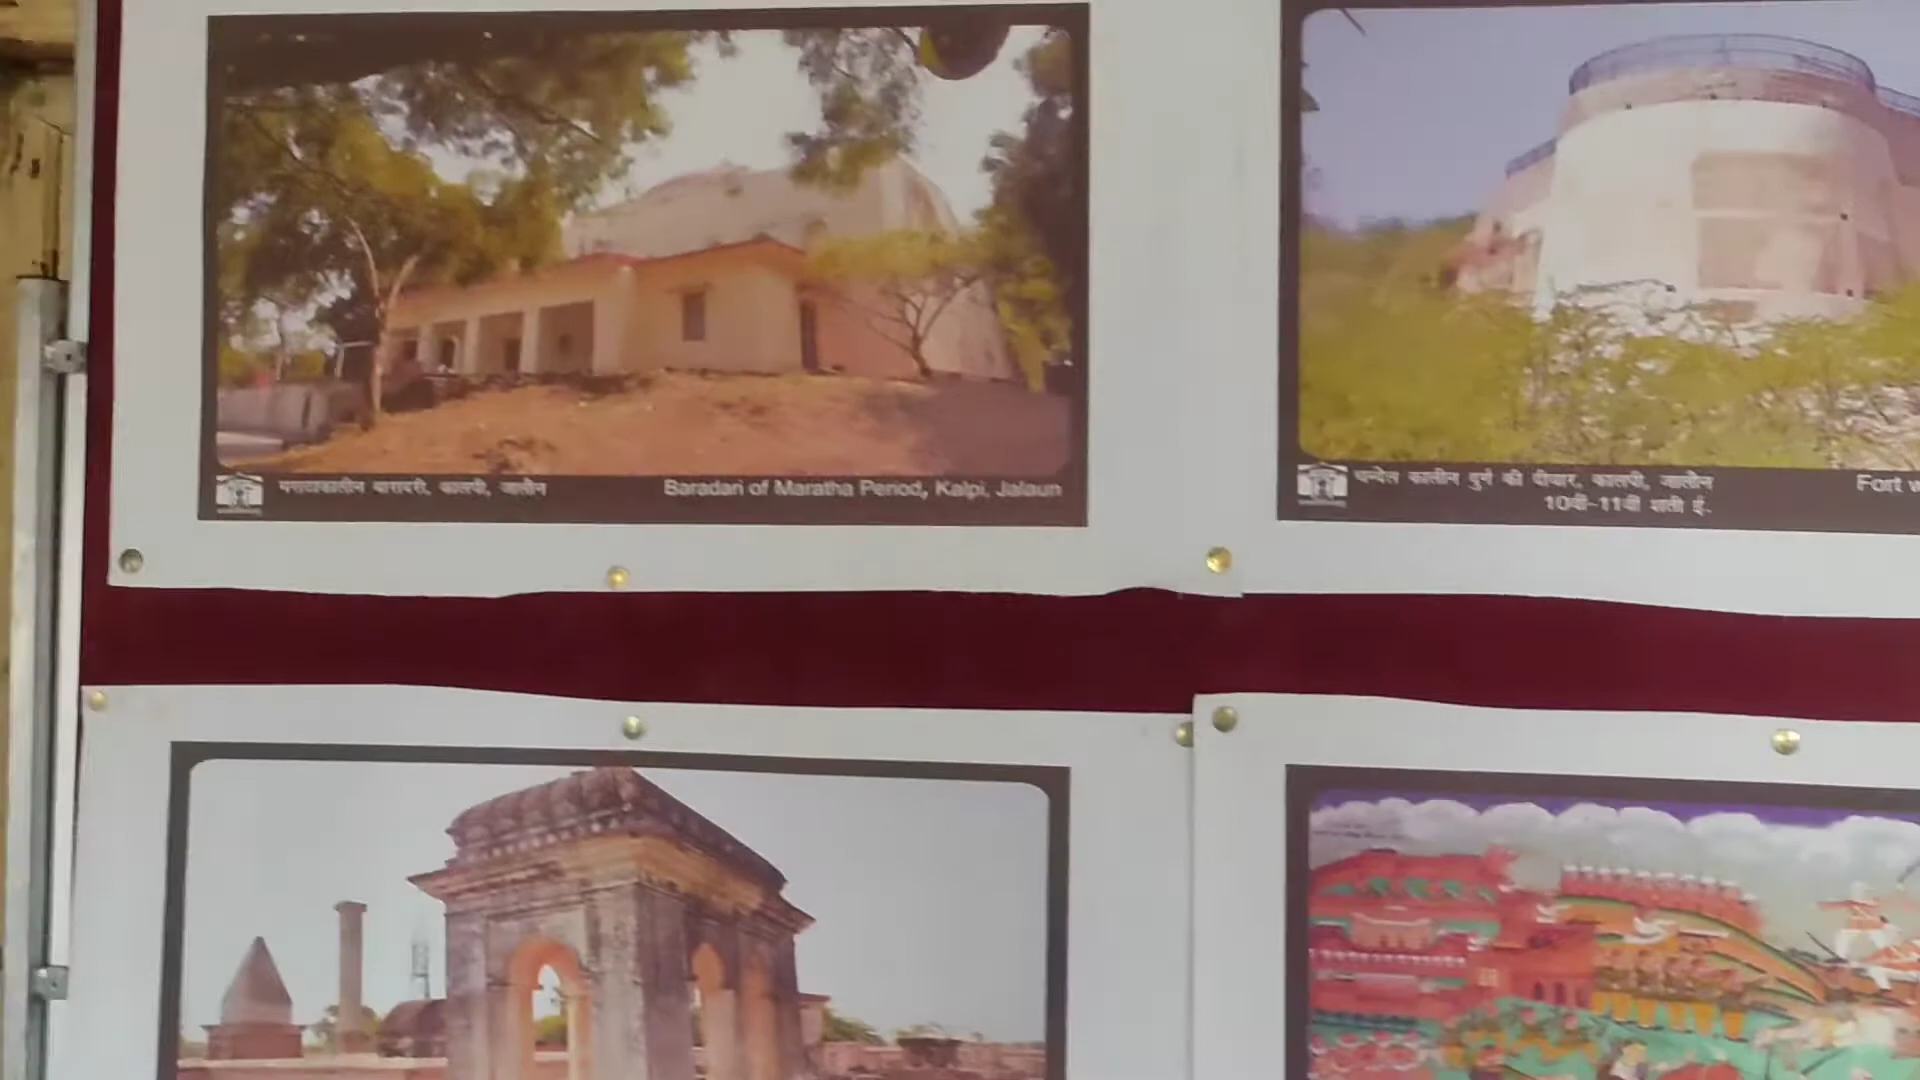 मराठाकालीन बारादरी, कालपी, जालौन
Baradari of Maratha Period, Kalpi, Jalaun
चन्देल कालीन दुर्ग की दीवार, कालपी, जालौन
10वीं-11वीं शती ई.
Fort w